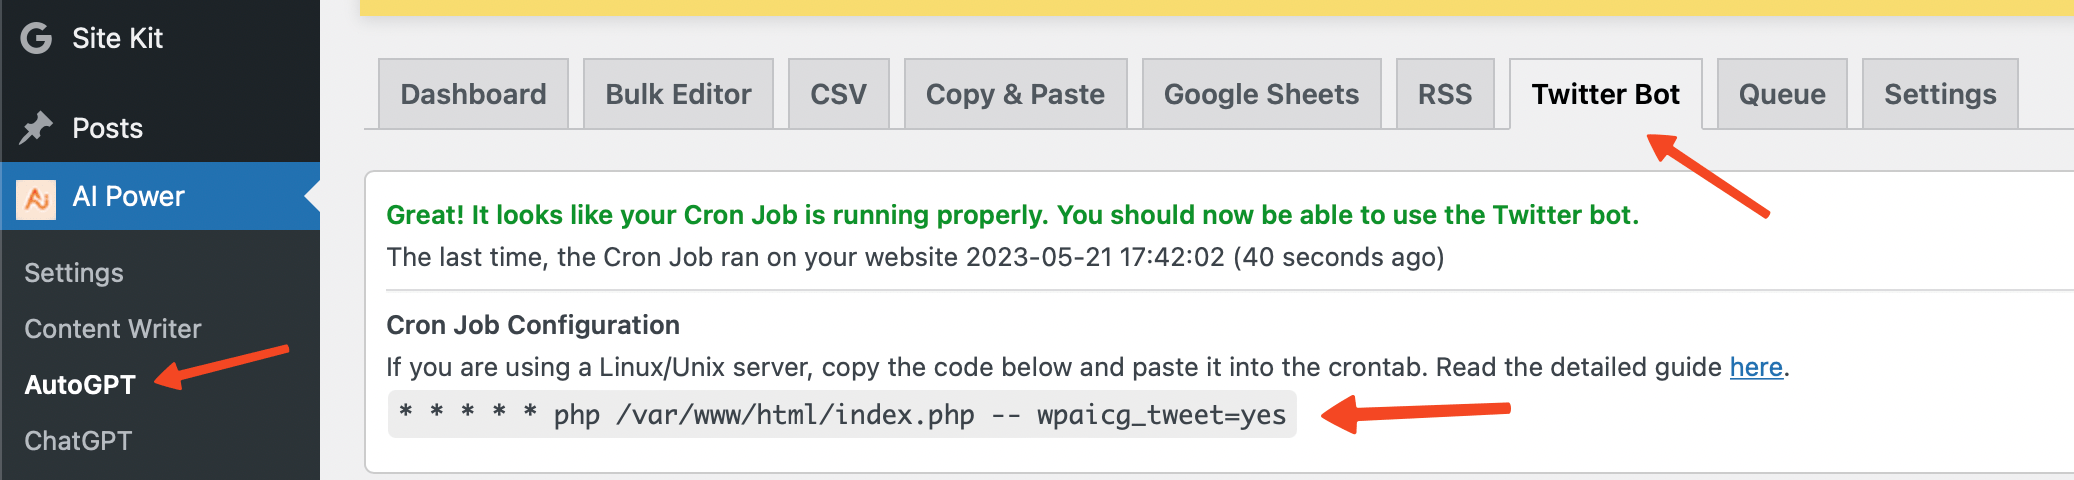 Site Kit
Posts
AI Power
Settings
Content Writer
AutoGPT
ChatGPT
Dashboard
Bulk Editor
CSV
Copy & Paste
Google Sheets
RSS
Twitter Bot
Queue
Settings
Great! It looks like your Cron Job is running properly. You should now be able to use the Twitter bot.
The last time, the Cron Job ran on your website 2023-05-21 17:42:02 (40 seconds ago)
Cron Job Configuration
If you are using a Linux/Unix server, copy the code below and paste it into the crontab. Read the detailed guide here.
* * * * * php /var/www/html/index.php -- wpaicg_tweet=yes